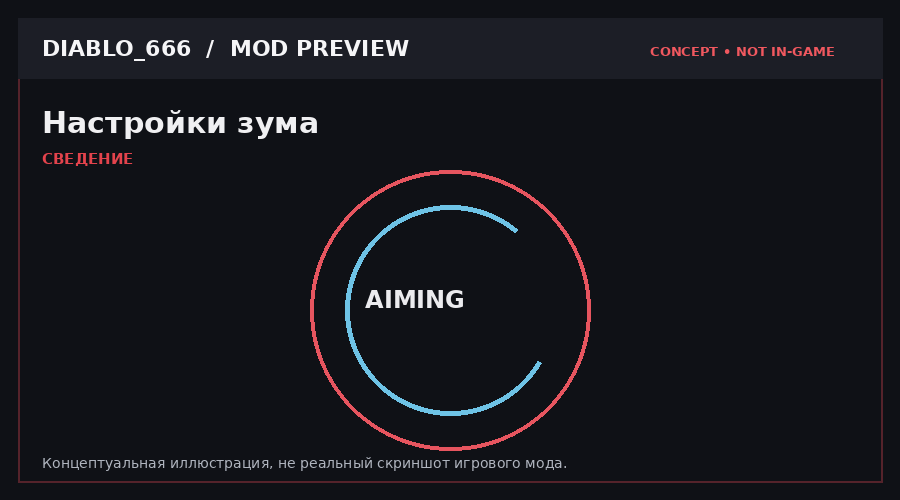 DIABLO_666 / MOD PREVIEW
CONCEPT • NOT IN-GAME
Настройки зума
СВЕДЕНИЕ
AIMING
Концептуальная иллюстрация, не реальный скриншот игрового мода.